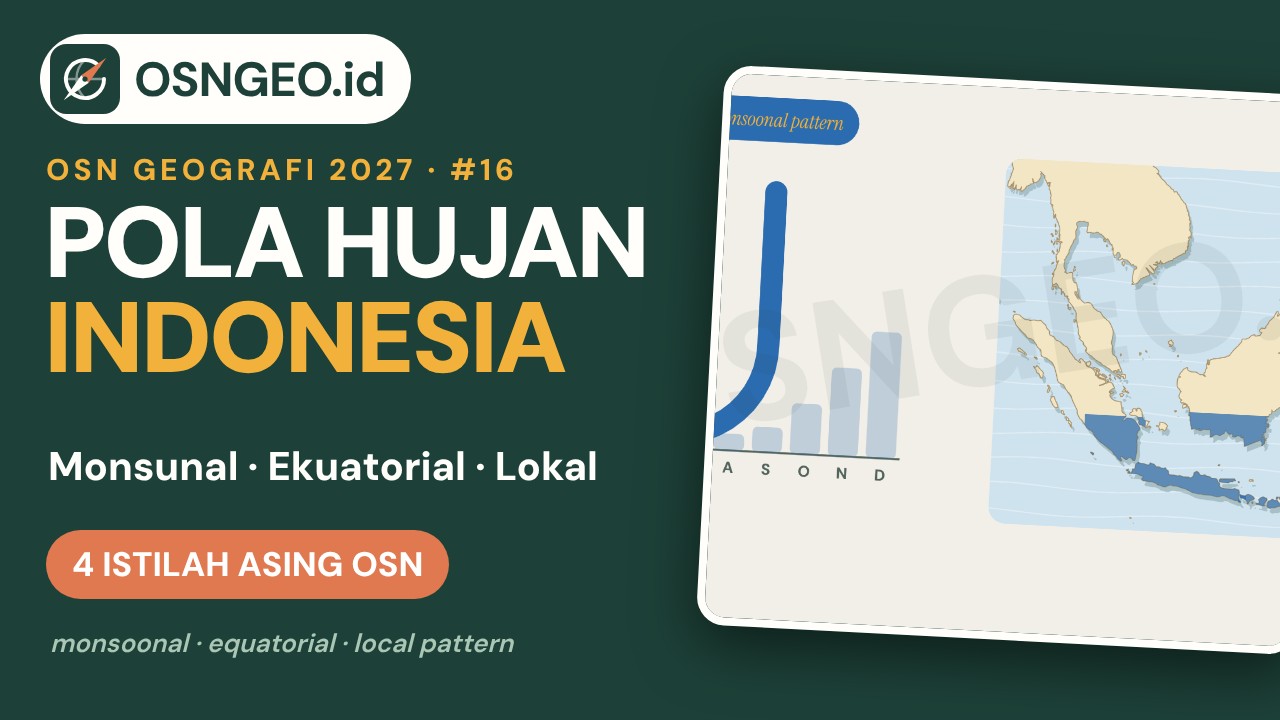 OSNGEO.id
OSN GEOGRAFI 2027 · #16
POLA HUJAN
INDONESIA
Monsunal · Ekuatorial · Lokal
4 ISTILAH ASING OSN
monsoonal · equatorial · local pattern
nsoonal pattern
SNGEO
A S O N D